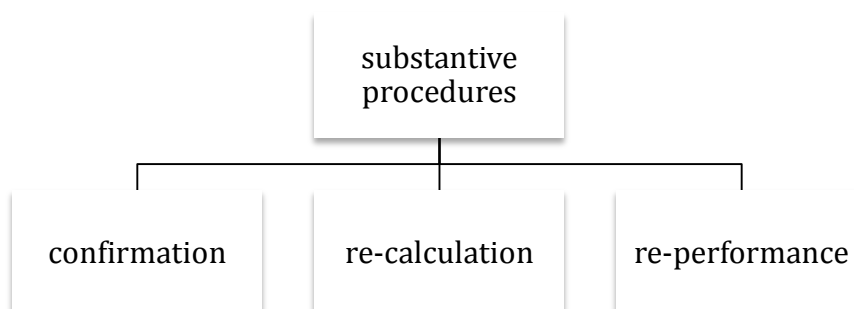 substantive
procedures
confirmation
re-calculation
re-performance